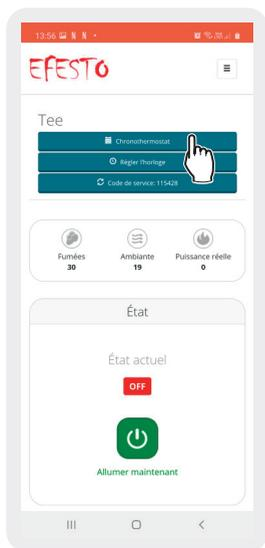 13:56
EFESTO
Tee
Chronothermostat
Régler l'horloge
Code de service: 115428
Fumées
30
Ambiante
19
Puissance réelle
0
État
État actuel
OFF
Allumer maintenant